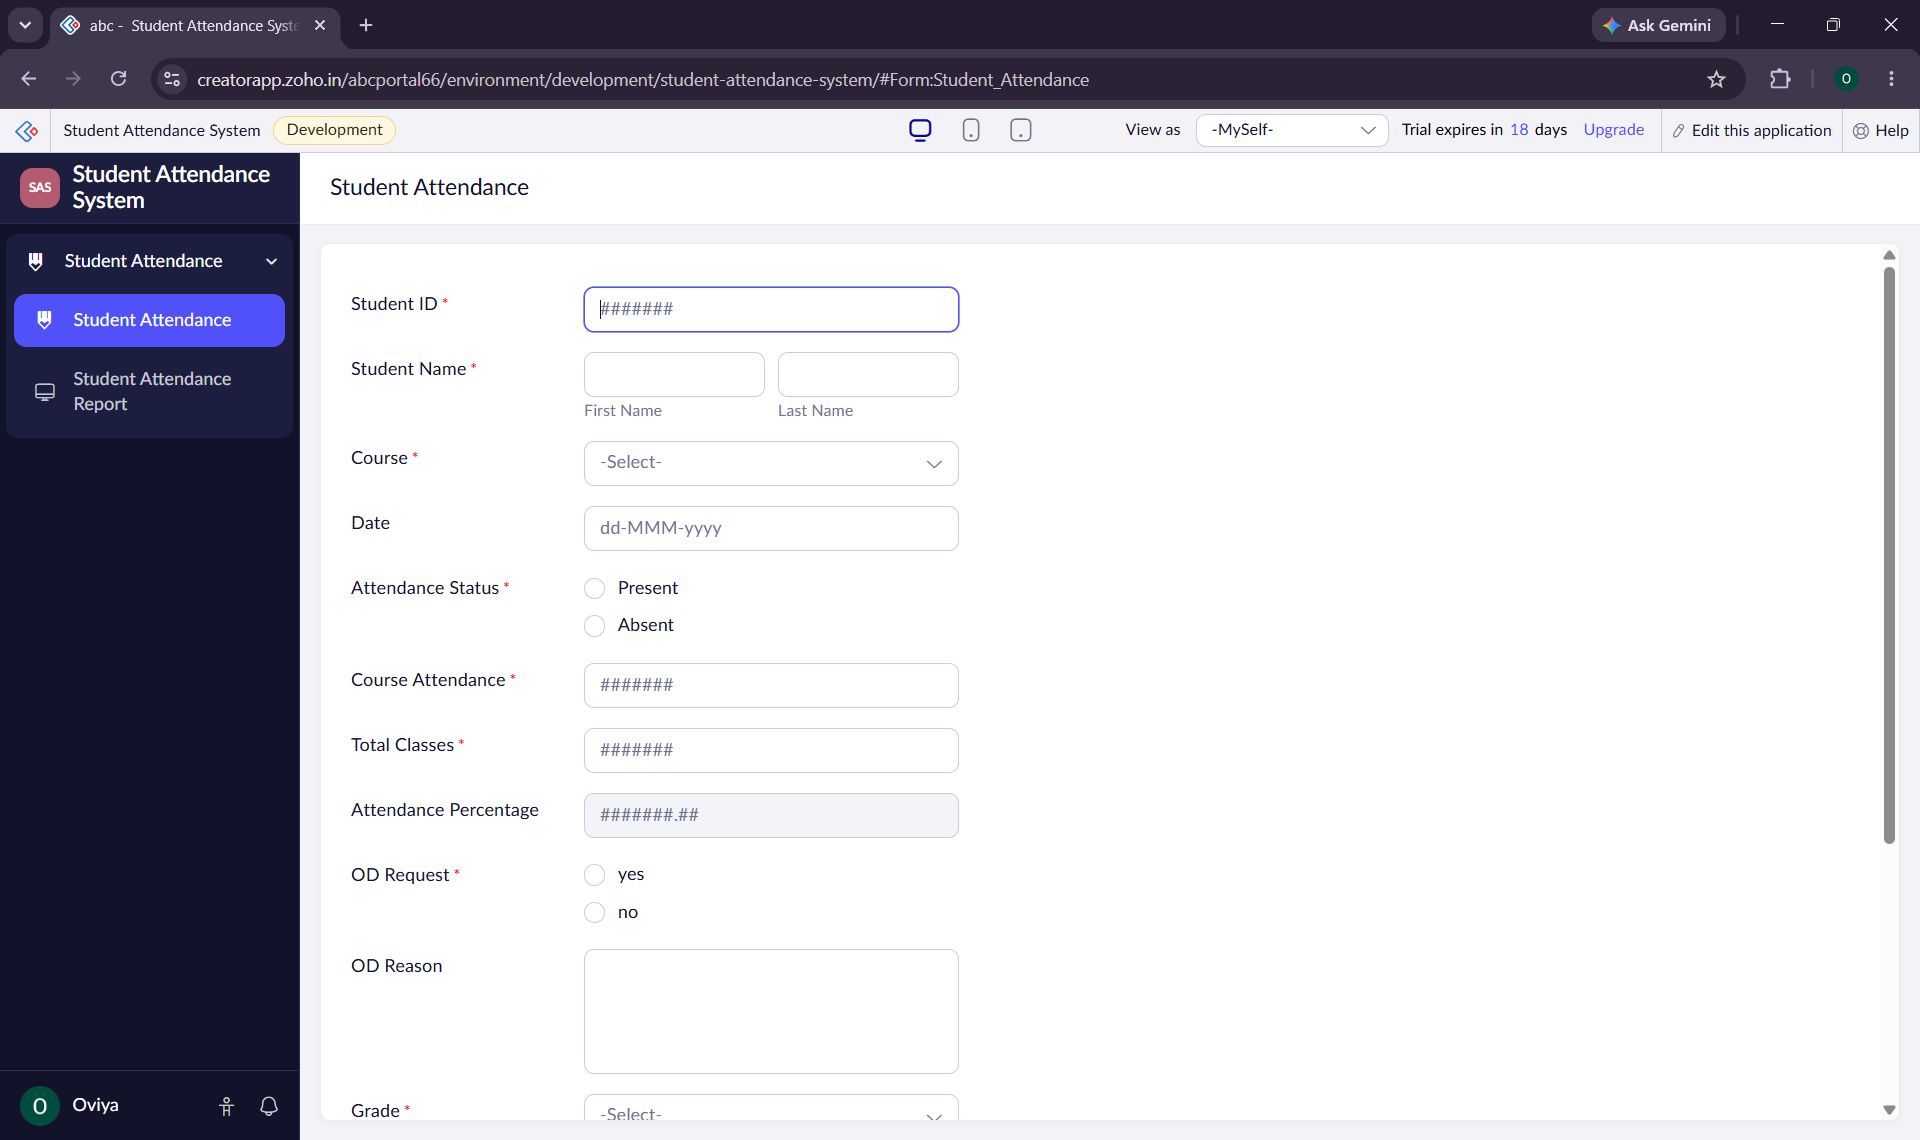 abc - Student Attendance Syste
Ask Gemini
creatorapp.zoho.in/abcportal66/environment/development/student-attendance-system/#Form:Student_Attendance
O
Student Attendance System
Development
View as
-MySelf-
Trial expires in 18 days
Upgrade
Edit this application
Help
SAS
Student Attendance
System
Student Attendance
Student Attendance
Student Attendance
Report
Student Attendance
Student ID *
#######
Student Name *
First Name
Last Name
Course *
-Select-
Date
dd-MMM-yyyy
Attendance Status *
Present
Absent
Course Attendance *
#######
Total Classes *
#######
Attendance Percentage
#######.##
OD Request *
yes
no
OD Reason
Grade *
-Select-
O
Oviya